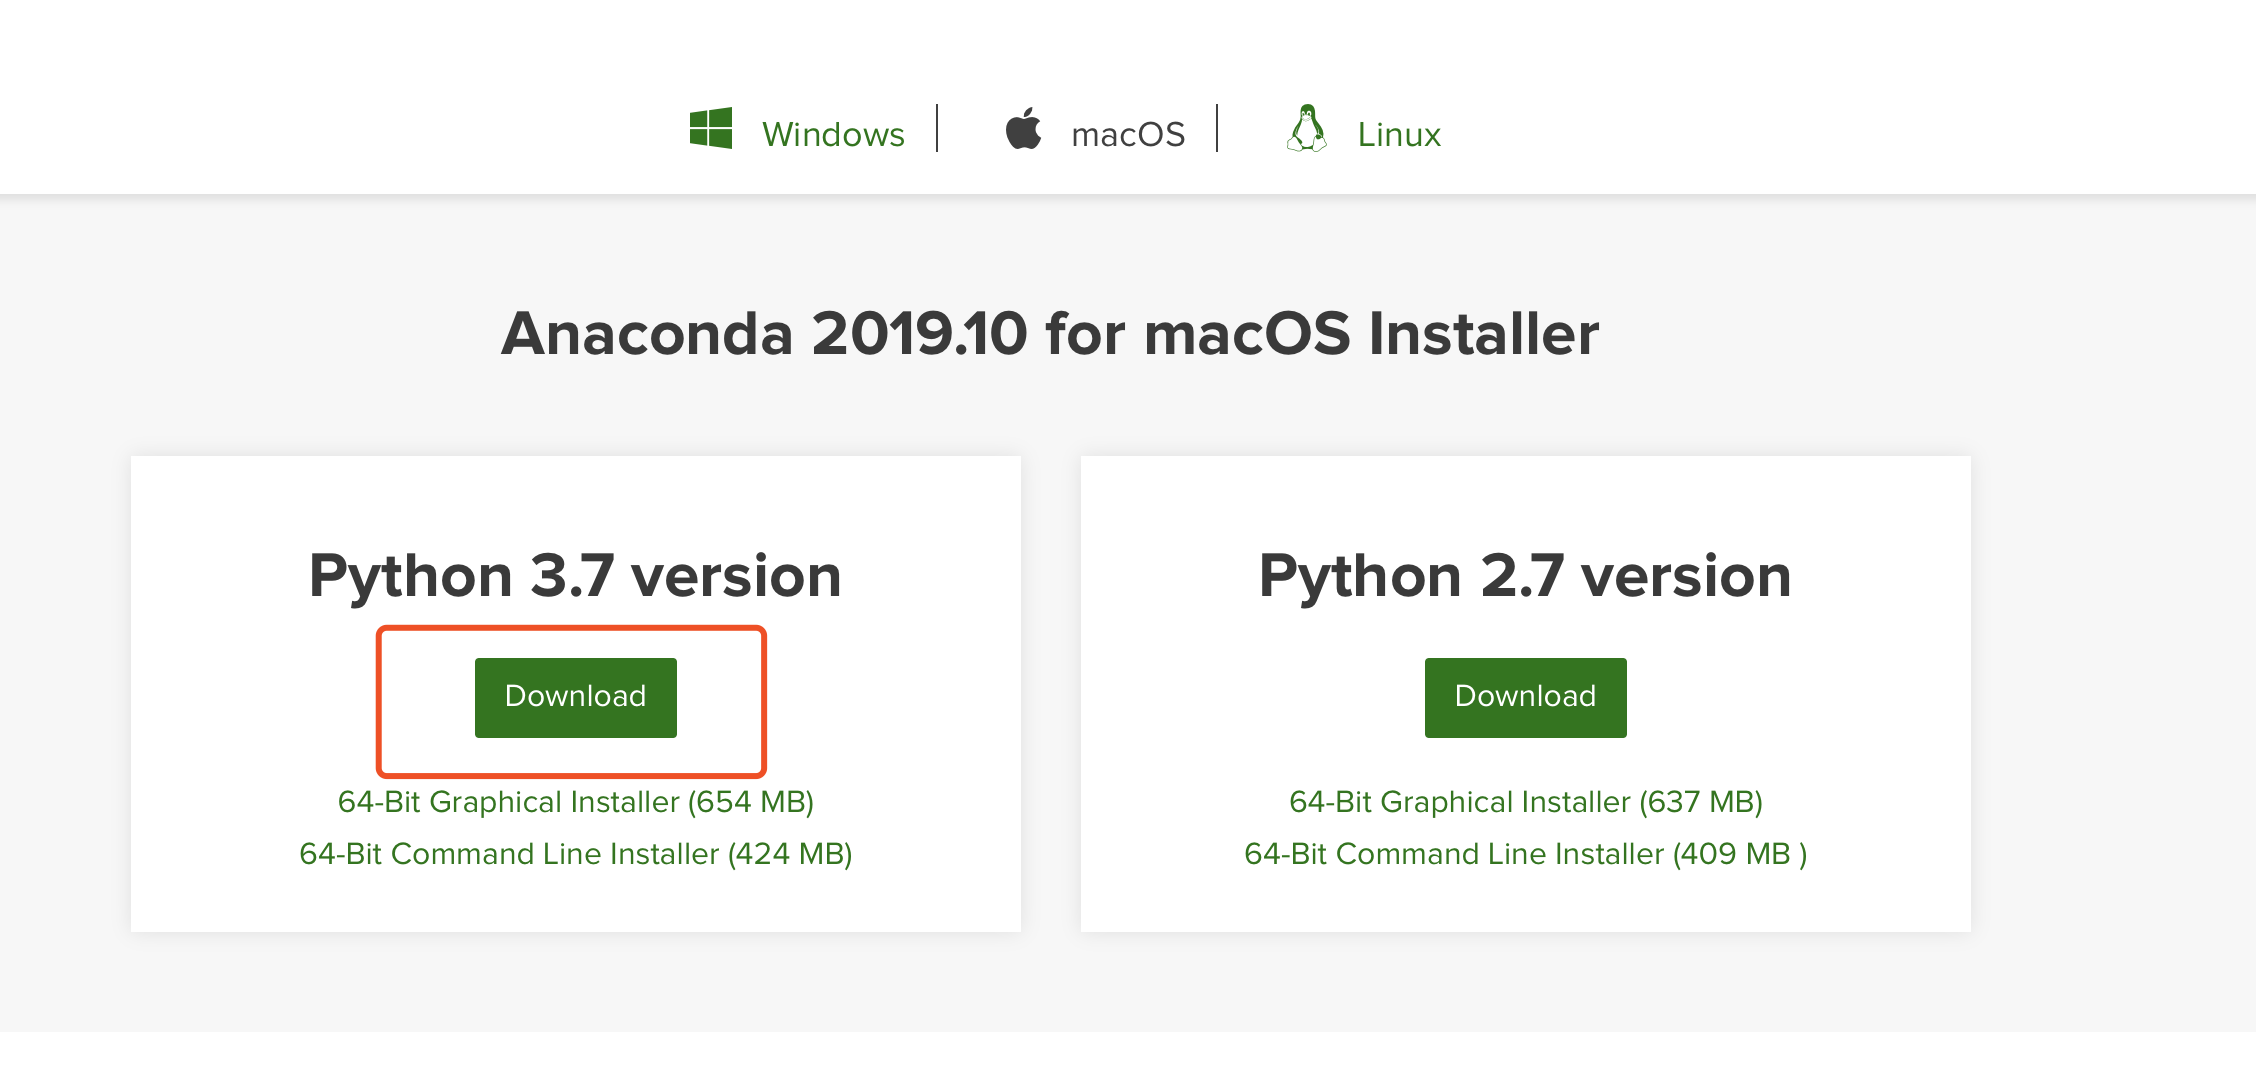 Windows macOS Linux
Anaconda 2019.10 for macOS Installer
Python 3.7 version
Download
64-Bit Graphical Installer (654 MB)
64-Bit Command Line Installer (424 MB)
Python 2.7 version
Download
64-Bit Graphical Installer (637 MB)
64-Bit Command Line Installer (409 MB )